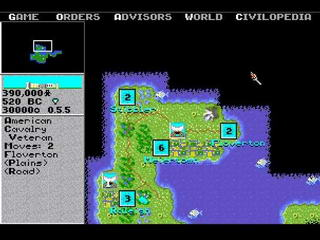 GAME ORDERS ADVISORS WORLD CIVILOPEDIA
390,000
520 BC
30000$ 0.5.5
American
Cavalry
Veteran
Moves: 2
Floverton
(Plains)
(Road)
2
2
Floverton
6
3